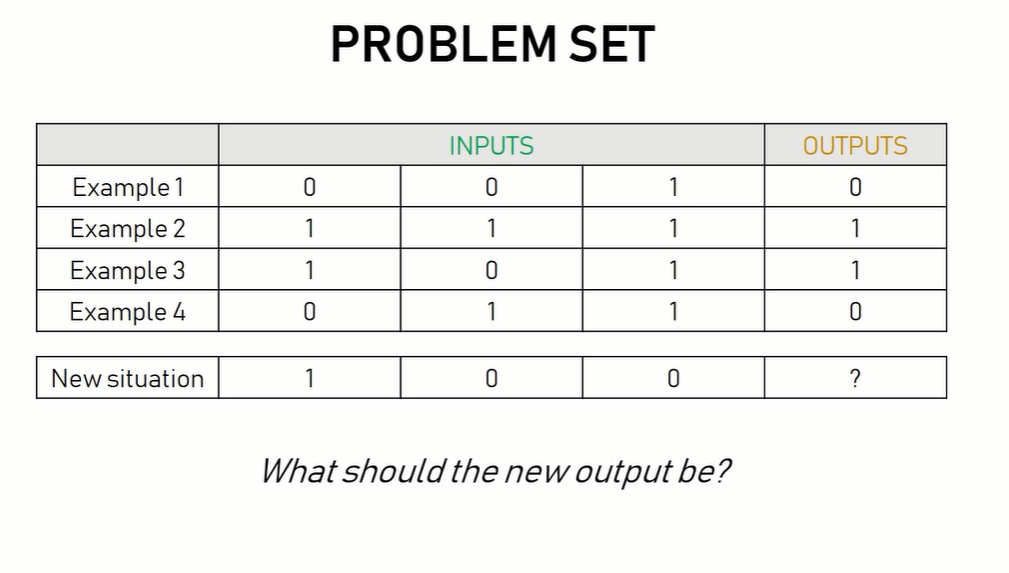 PROBLEM SET
INPUTS OUTPUTS
Example 1 0 0 1 0
Example 2 1 1 1 1
Example 3 1 0 1 1
Example 4 0 1 1 0
New situation 1 0 0 ?
What should the new output be?